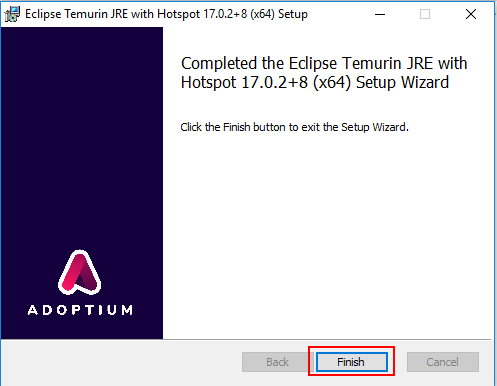 Eclipse Temurin JRE with Hotspot 17.0.2+8 (x64) Setup
Completed the Eclipse Temurin JRE with
Hotspot 17.0.2+8 (x64) Setup Wizard
Click the Finish button to exit the Setup Wizard.
ADOPTIUM
Back
Finish
Cancel